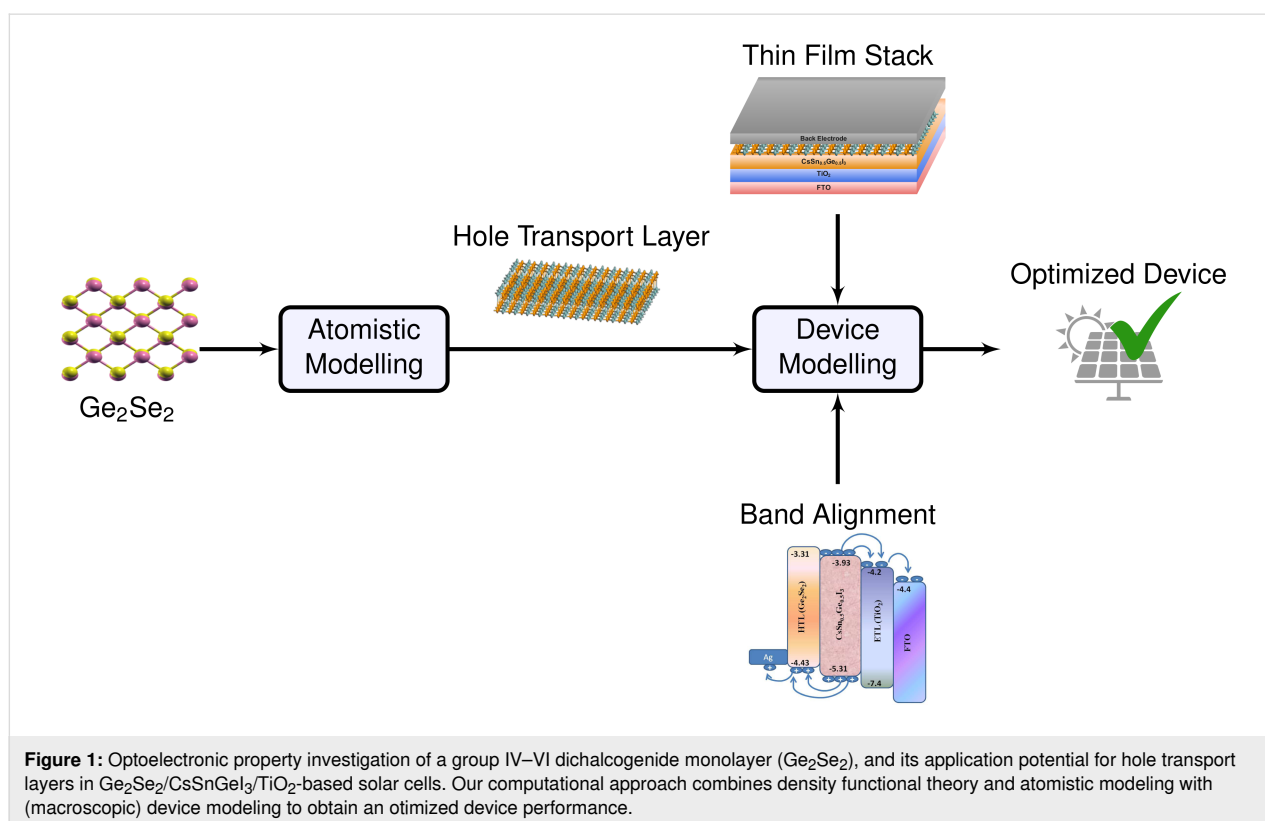 Thin Film Stack
Back Electrode
CsSn₀.₅Ge₀.₅I₃
TiO₂
FTO
Hole Transport Layer
Optimized Device
Atomistic
Modelling
Device
Modelling
Ge₂Se₂
Band Alignment
-3.31
-3.93
-4.2
-4.4
HTL (Ge₂Se₂)
CsSn₀.₅Ge₀.₅I₃
ETL (TiO₂)
FTO
Ag
-4.43
-5.31
-7.4
Figure 1: Optoelectronic property investigation of a group IV–VI dichalcogenide monolayer (Ge₂Se₂), and its application potential for hole transport
layers in Ge₂Se₂/CsSnGeI₃/TiO₂-based solar cells. Our computational approach combines density functional theory and atomistic modeling with
(macroscopic) device modeling to obtain an otimized device performance.